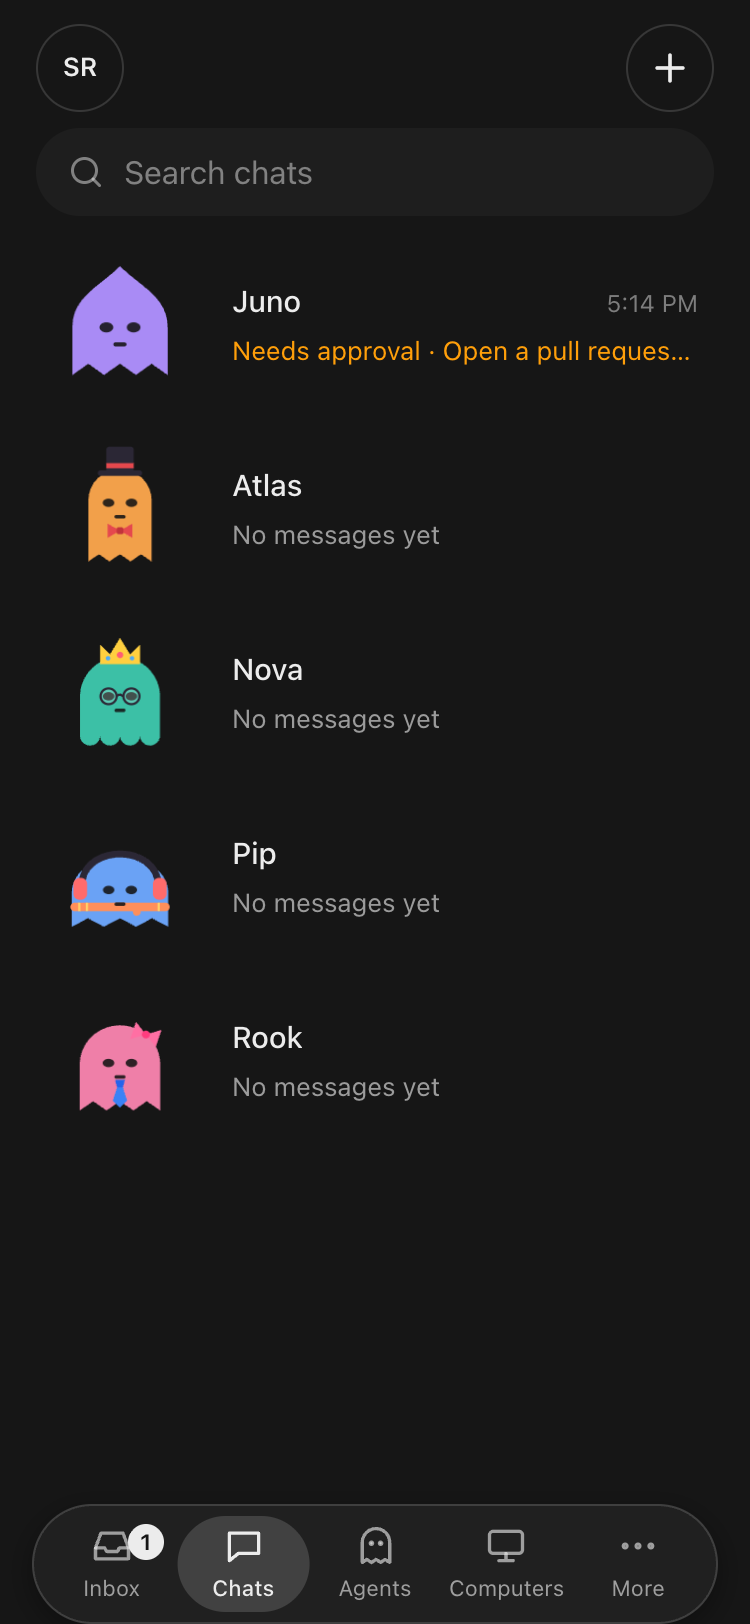 SR
Search chats
Juno
5:14 PM
Needs approval · Open a pull reques...
Atlas
No messages yet
Nova
No messages yet
Pip
No messages yet
Rook
No messages yet
1
Inbox
Chats
Agents
Computers
More